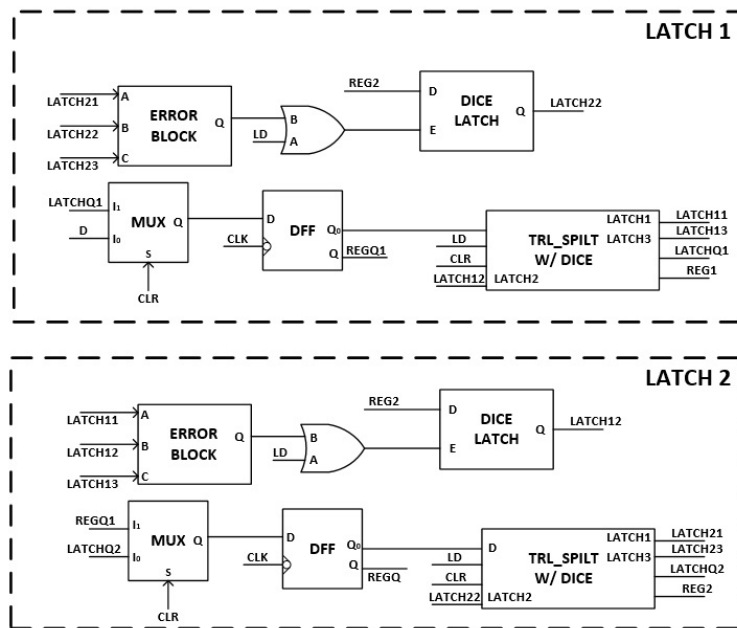 LATCH 1
REG2
D
DICE
LATCH
Q
LATCH22
E
LATCH21
A
LATCH22
B
LATCH23
C
ERROR
BLOCK
Q
B
LD
A
LATCHQ1
I1
D
I0
MUX
Q
S
CLR
D
CLK
DFF
Q0
Q
REGQ1
LD
CLR
LATCH12
LATCH2
TRL_SPILT
W/ DICE
LATCH1
LATCH11
LATCH3
LATCH13
LATCHQ1
REG1
LATCH 2
REG2
D
DICE
LATCH
Q
LATCH12
E
LATCH11
A
LATCH12
B
LATCH13
C
ERROR
BLOCK
Q
B
LD
A
REGQ1
I1
LATCHQ2
I0
MUX
Q
S
CLR
D
CLK
DFF
Q0
Q
REGQ
D
LD
CLR
LATCH22
LATCH2
TRL_SPILT
W/ DICE
LATCH1
LATCH21
LATCH3
LATCH23
LATCHQ2
REG2